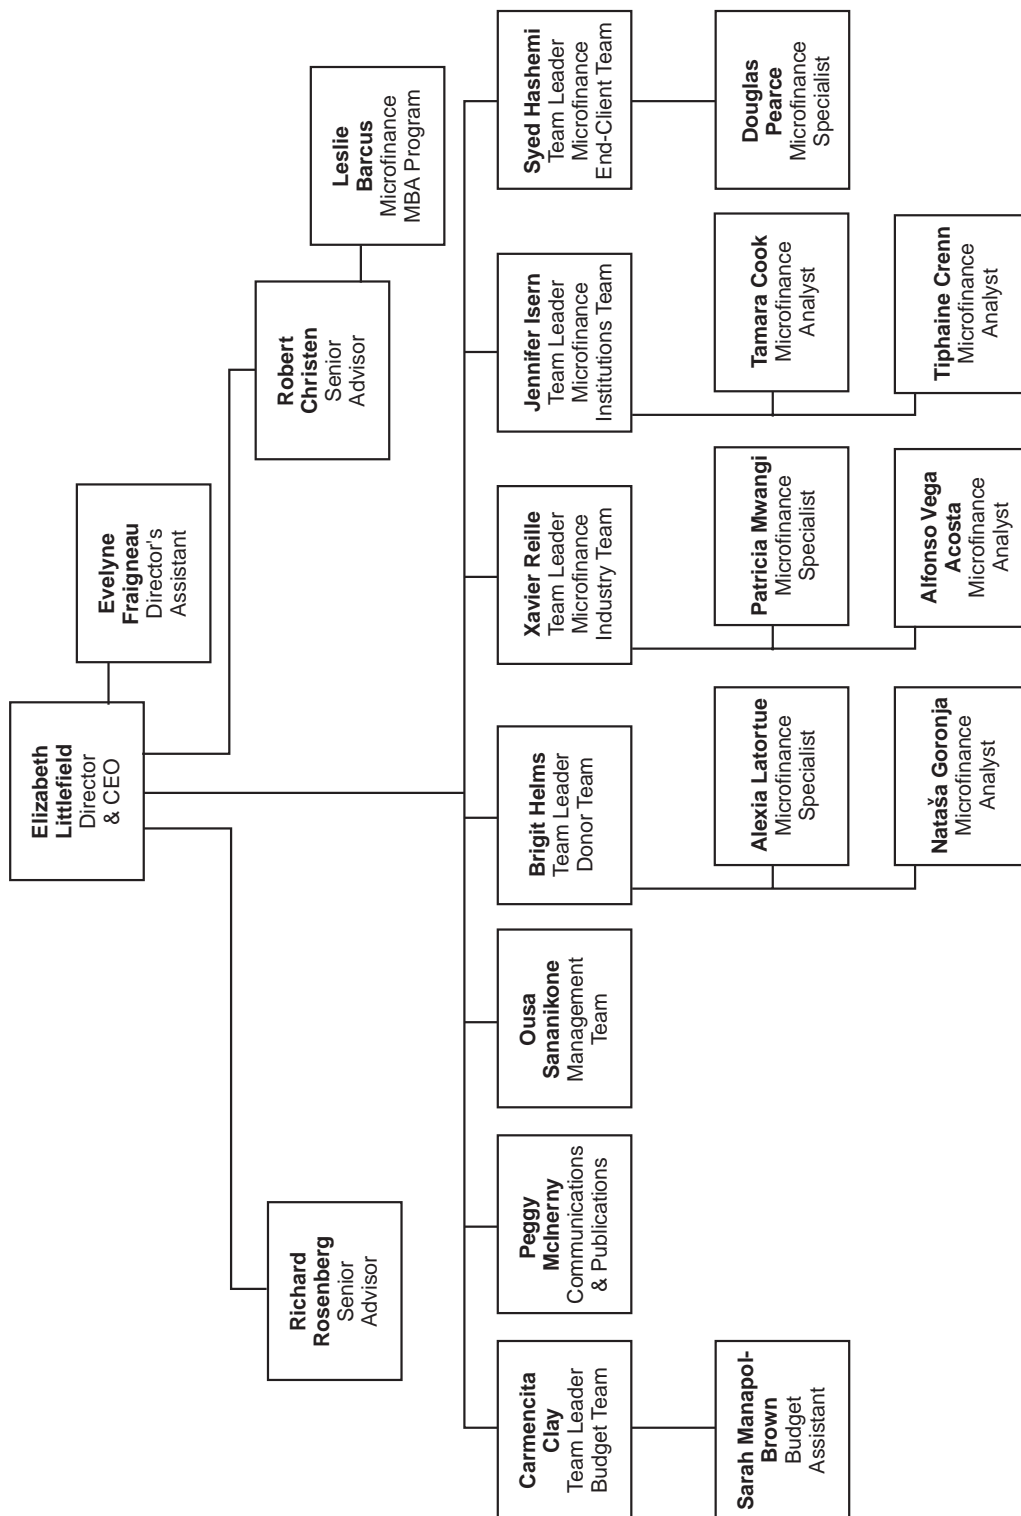 Elizabeth
Littlefield
Director
& CEO
Evelyne
Fraigneau
Director's
Assistant
Richard
Rosenberg
Senior
Advisor
Robert
Christen
Senior
Advisor
Leslie
Barcus
Microfinance
MBA Program
Carmencita
Clay
Team Leader
Budget Team
Peggy
McInerny
Communications
& Publications
Ousa
Sananikone
Management
Team
Brigit Helms
Team Leader
Donor Team
Xavier Reille
Team Leader
Microfinance
Industry Team
Jennifer Isern
Team Leader
Microfinance
Institutions Team
Syed Hashemi
Team Leader
Microfinance
End-Client Team
Sarah Manapol-
Brown
Budget
Assistant
Alexia Latortue
Microfinance
Specialist
Patricia Mwangi
Microfinance
Specialist
Tamara Cook
Microfinance
Analyst
Douglas
Pearce
Microfinance
Specialist
Nataša Goronja
Microfinance
Analyst
Alfonso Vega
Acosta
Microfinance
Analyst
Tiphaine Crenn
Microfinance
Analyst